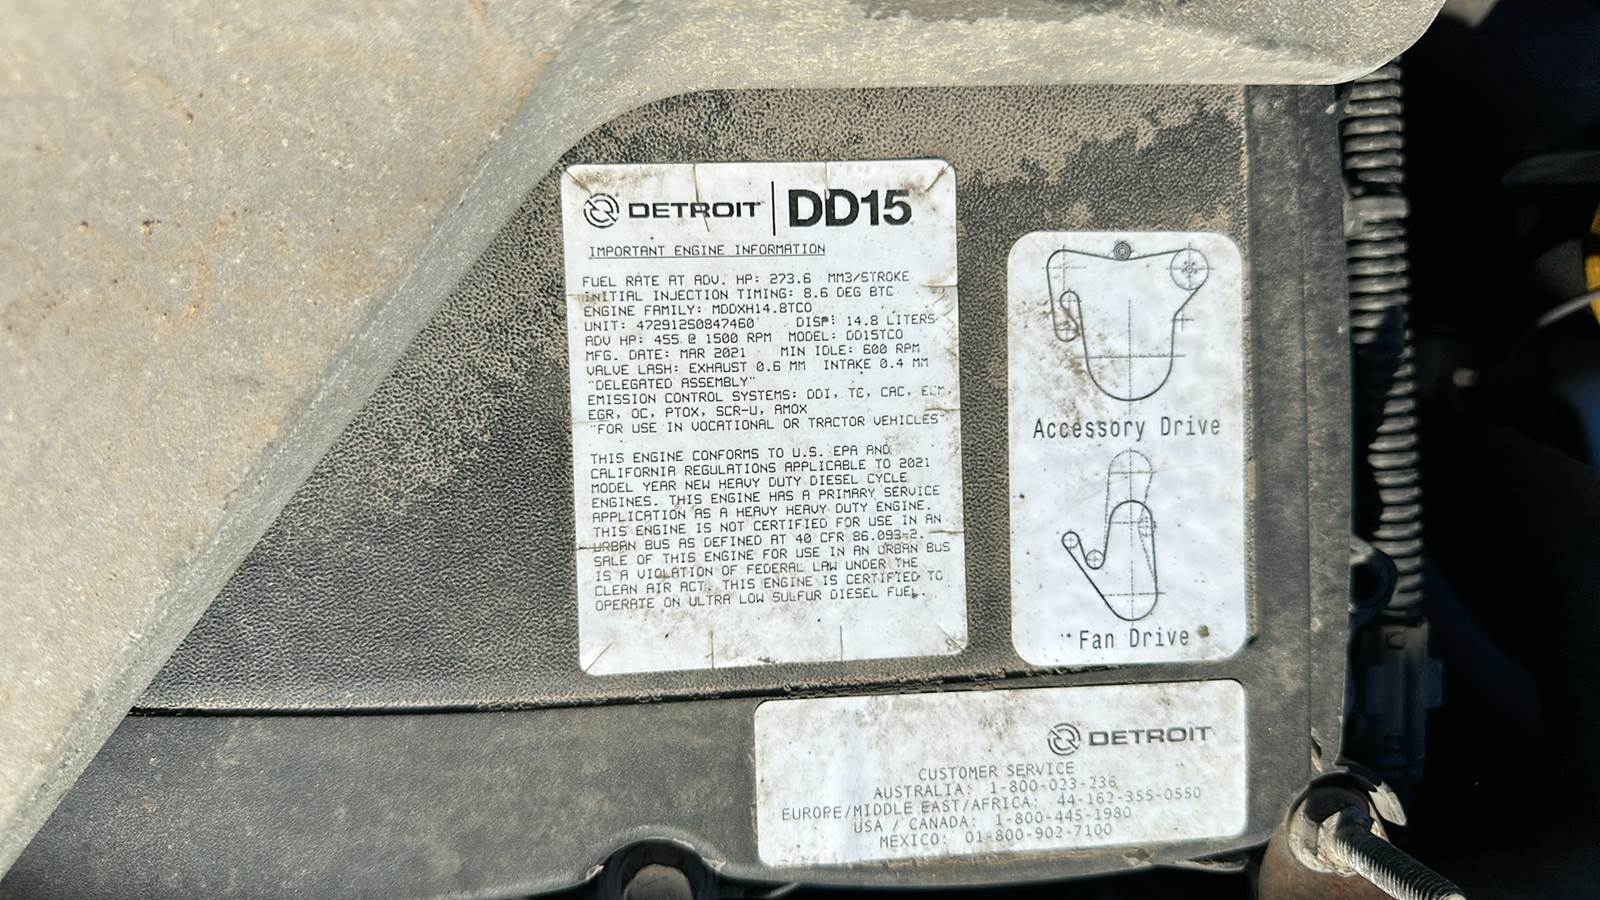 DETROIT DD15
IMPORTANT ENGINE INFORMATION
FUEL RATE AT ADV. HP: 273.6 MM3/STROKE
INITIAL INJECTION TIMING: 8.6 DEG BTC
ENGINE FAMILY: MDDXH14.8TCO
UNIT: 472912S0847460 DISP: 14.8 LITERS
ADV HP: 455 @ 1500 RPM MODEL: DD15TCO
MFG. DATE: MAR 2021 MIN IDLE: 600 RPM
VALVE LASH: EXHAUST 0.6 MM INTAKE 0.4 MM
"DELEGATED ASSEMBLY"
EMISSION CONTROL SYSTEMS: DDI, TC, CAC, ECM,
EGR, OC, PTOX, SCR-U, AMOX
"FOR USE IN VOCATIONAL OR TRACTOR VEHICLES"
THIS ENGINE CONFORMS TO U.S. EPA AND
CALIFORNIA REGULATIONS APPLICABLE TO 2021
MODEL YEAR NEW HEAVY DUTY DIESEL CYCLE
ENGINES. THIS ENGINE HAS A PRIMARY SERVICE
APPLICATION AS A HEAVY HEAVY DUTY ENGINE.
THIS ENGINE IS NOT CERTIFIED FOR USE IN AN
URBAN BUS AS DEFINED AT 40 CFR 86.093-2.
SALE OF THIS ENGINE FOR USE IN AN URBAN BUS
IS A VIOLATION OF FEDERAL LAW UNDER THE
CLEAN AIR ACT. THIS ENGINE IS CERTIFIED TO
OPERATE ON ULTRA LOW SULFUR DIESEL FUEL.
Accessory Drive
Fan Drive
DETROIT
CUSTOMER SERVICE
AUSTRALIA: 1-800-023-236
EUROPE/MIDDLE EAST/AFRICA: 44-162-355-0550
USA / CANADA: 1-800-445-1980
MEXICO: 01-800-902-7100